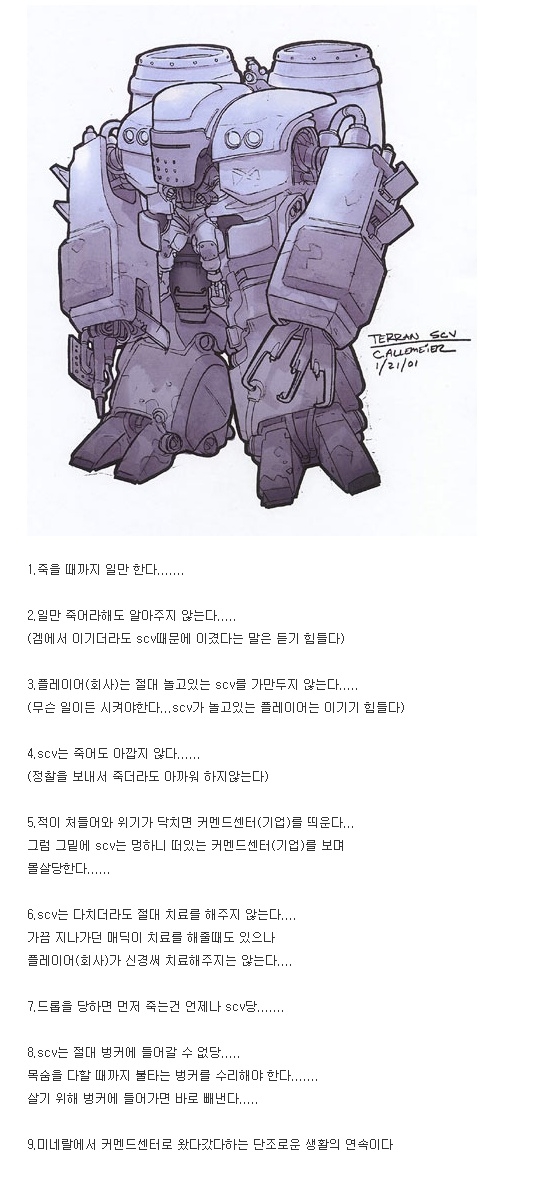 TERRAN SCV
CALLEMEIER
1/21/01
1.죽을 때까지 일만 한다.......
2.일만 죽어라해도 알아주지 않는다.....
(겜에서 이기더라도 scv때문에 이겼다는 말은 듣기 힘들다)
3.플레이어(회사)는 절대 놀고있는 scv를 가만두지 않는다.....
(무슨 일이든 시켜야한다...scv가 놀고있는 플레이어는 이기기 힘들다)
4.scv는 죽어도 아깝지 않다......
(정찰을 보내서 죽더라도 아까워 하지않는다)
5.적이 처들어와 위기가 닥치면 커멘드센터(기업)를 띄운다...
그럼 그밑에 scv는 멍하니 떠있는 커멘드센터(기업)를 보며
몰살당한다......
6.scv는 다치더라도 절대 치료를 해주지 않는다....
가끔 지나가던 매딕이 치료를 해줄때도 있으나
플레이어(회사)가 신경써 치료해주지는 않는다....
7.드롭을 당하면 먼저 죽는건 언제나 scv당.......
8.scv는 절대 벙커에 들어갈 수 없당.....
목숨을 다할 때까지 불타는 벙커를 수리해야 한다.......
살기 위해 벙커에 들어가면 바로 빼낸다.....
9.미네랄에서 커멘드센터로 왔다갔다하는 단조로운 생활의 연속이다